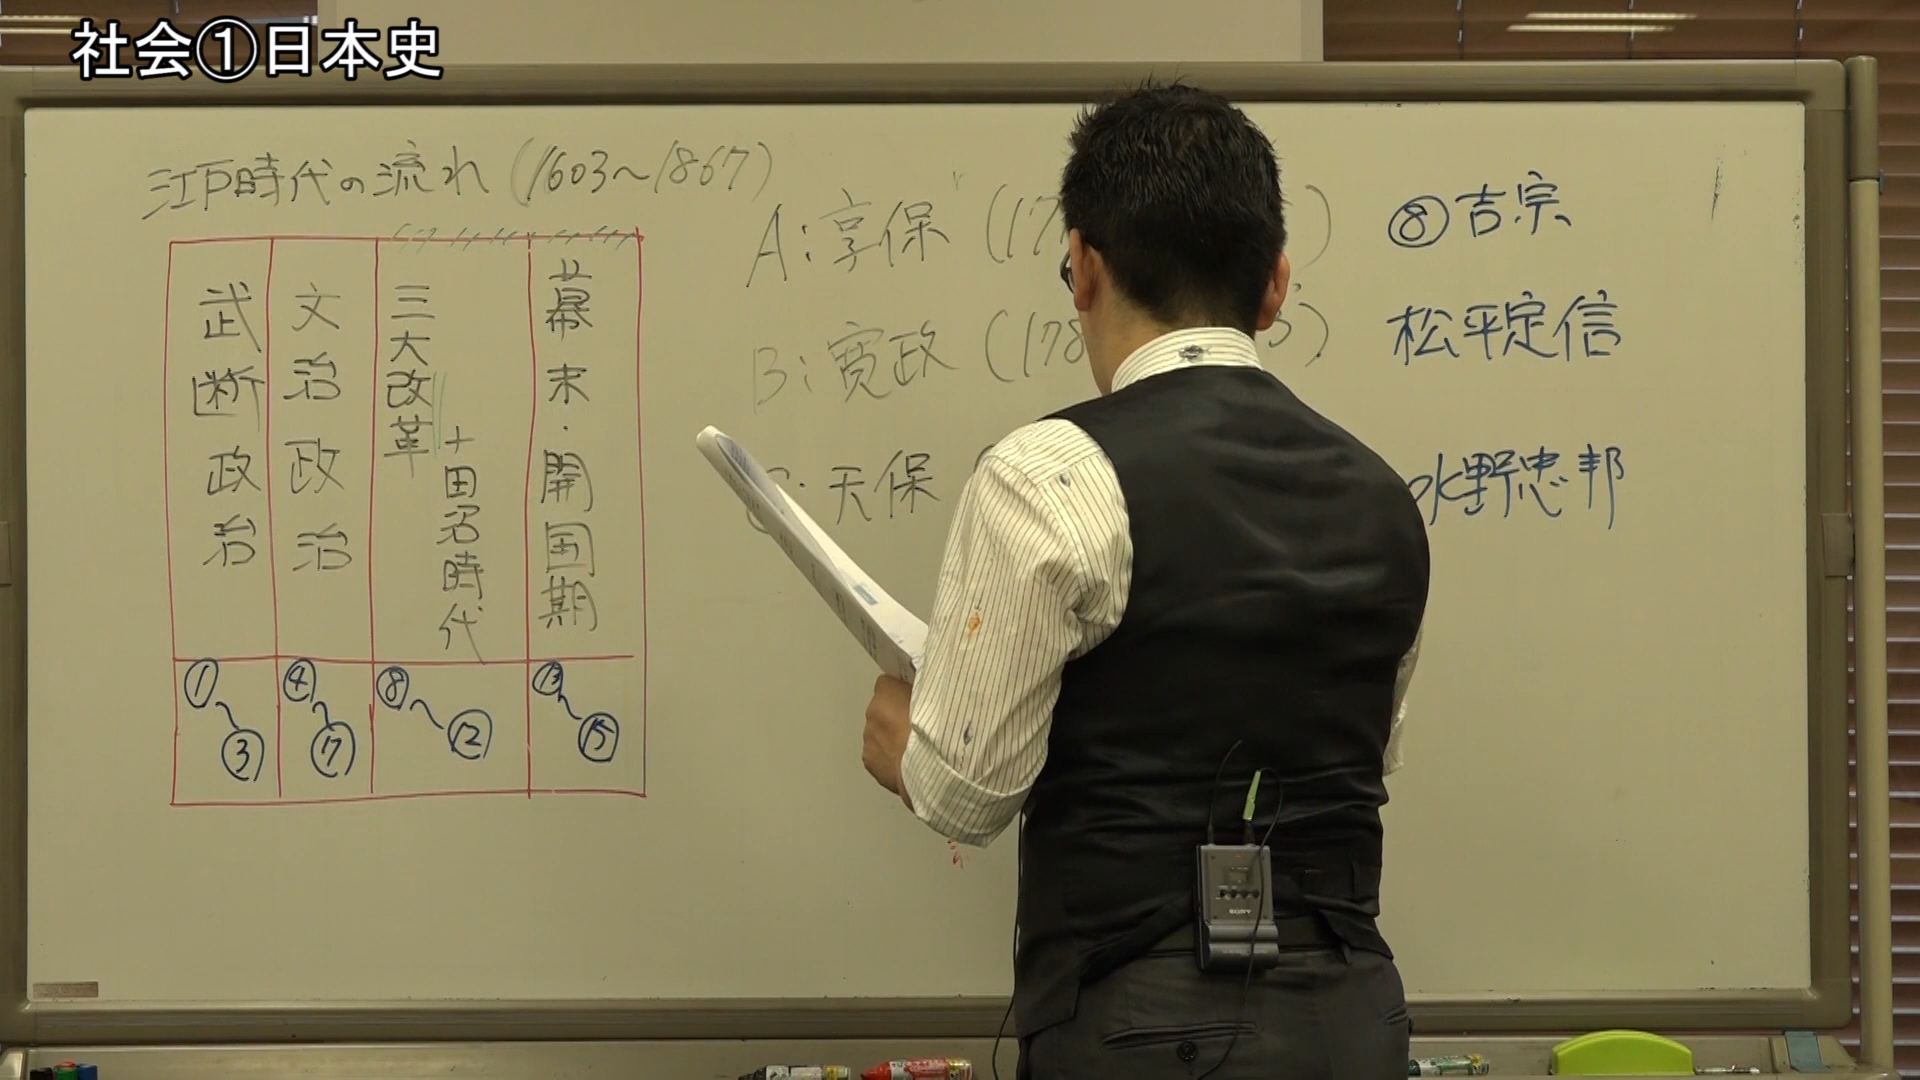 社会①日本史
江戸時代の流れ(1603~1867)
武断政治
文治政治
三大改革
+田沼時代
幕末・開国期
①~③
④~⑦
⑧~⑫
⑬~⑮
A:享保(17
⑧吉宗
B:寛政(178
3)
松平定信
天保
水野忠邦
SONY